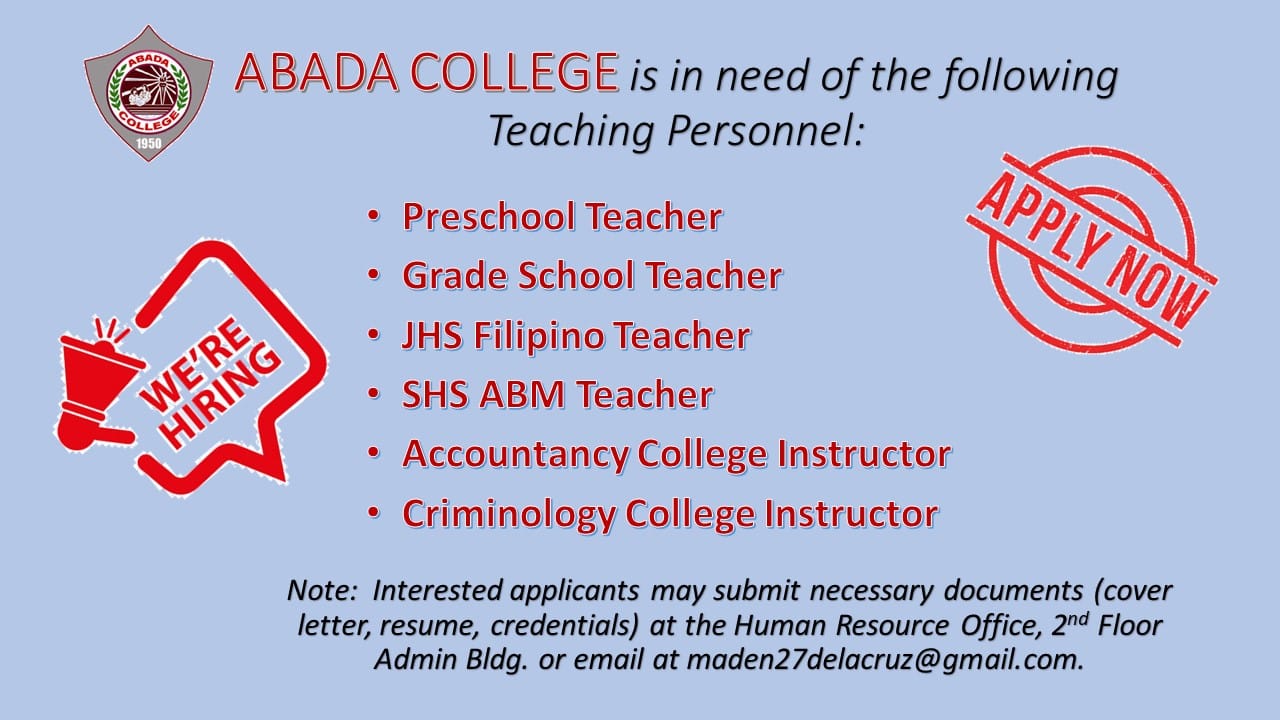 ABADA
COLLEGE
1950
ABADA COLLEGE is in need of the following
Teaching Personnel:
APPLY NOW
• Preschool Teacher
• Grade School Teacher
• JHS Filipino Teacher
• SHS ABM Teacher
• Accountancy College Instructor
• Criminology College Instructor
WE'RE
HIRING
Note: Interested applicants may submit necessary documents (cover
letter, resume, credentials) at the Human Resource Office, 2nd Floor
Admin Bldg. or email at maden27delacruz@gmail.com.